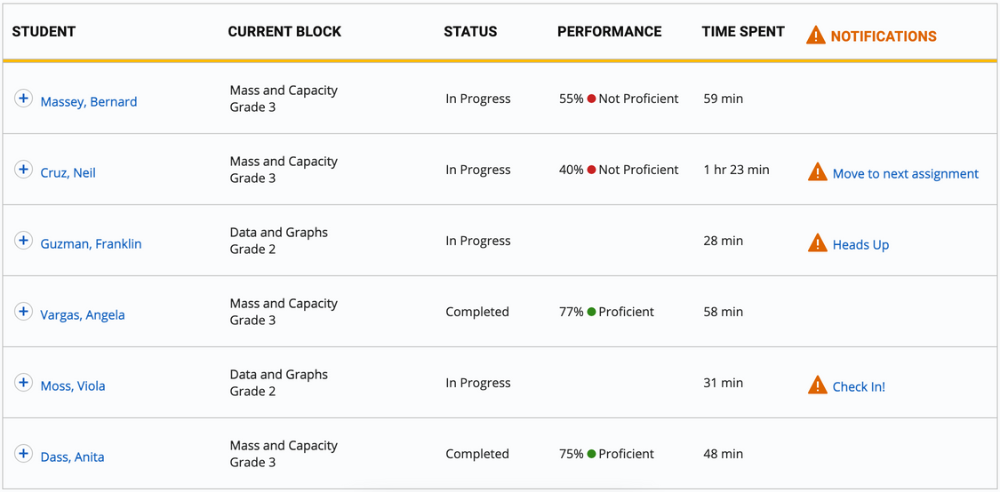 STUDENT CURRENT BLOCK STATUS PERFORMANCE TIME SPENT NOTIFICATIONS
Massey, Bernard Mass and Capacity In Progress 55% Not Proficient 59 min
Grade 3
Cruz, Neil Mass and Capacity In Progress 40% Not Proficient 1 hr 23 min Move to next assignment
Grade 3
Guzman, Franklin Data and Graphs In Progress 28 min Heads Up
Grade 2
Vargas, Angela Mass and Capacity Completed 77% Proficient 58 min
Grade 3
Moss, Viola Data and Graphs In Progress 31 min Check In!
Grade 2
Dass, Anita Mass and Capacity Completed 75% Proficient 48 min
Grade 3